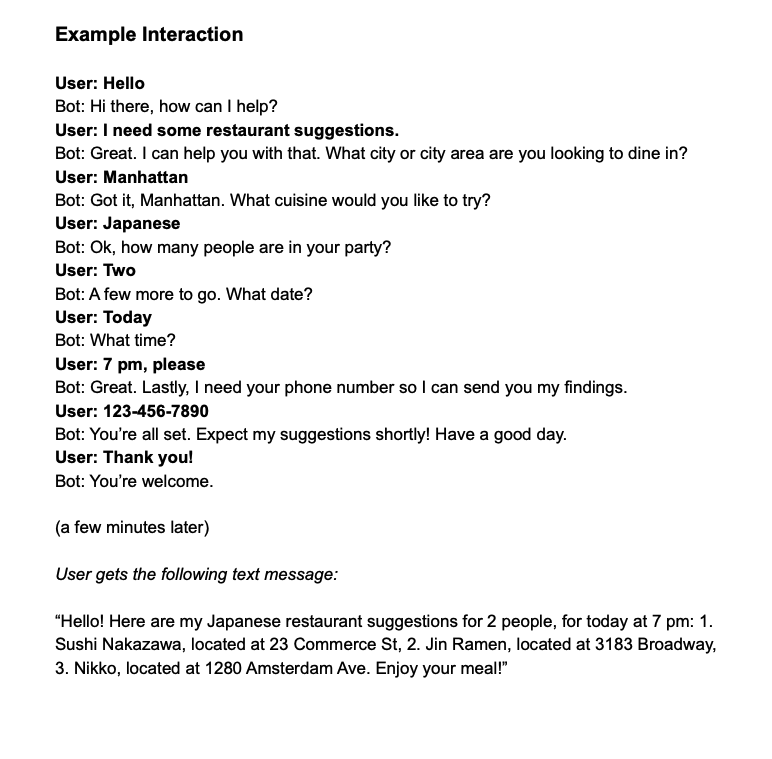 Example Interaction
User: Hello
Bot: Hi there, how can I help?
User: I need some restaurant suggestions.
Bot: Great. I can help you with that. What city or city area are you looking to dine in?
User: Manhattan
Bot: Got it, Manhattan. What cuisine would you like to try?
User: Japanese
Bot: Ok, how many people are in your party?
User: Two
Bot: A few more to go. What date?
User: Today
Bot: What time?
User: 7 pm, please
Bot: Great. Lastly, I need your phone number so I can send you my findings.
User: 123-456-7890
Bot: You’re all set. Expect my suggestions shortly! Have a good day.
User: Thank you!
Bot: You’re welcome.
(a few minutes later)
User gets the following text message:
“Hello! Here are my Japanese restaurant suggestions for 2 people, for today at 7 pm: 1.
Sushi Nakazawa, located at 23 Commerce St, 2. Jin Ramen, located at 3183 Broadway,
3. Nikko, located at 1280 Amsterdam Ave. Enjoy your meal!”